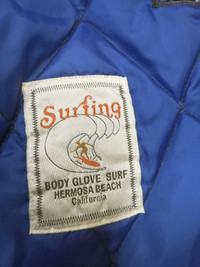 Surfing
BODY GLOVE SURF
HERMOSA BEACH
California